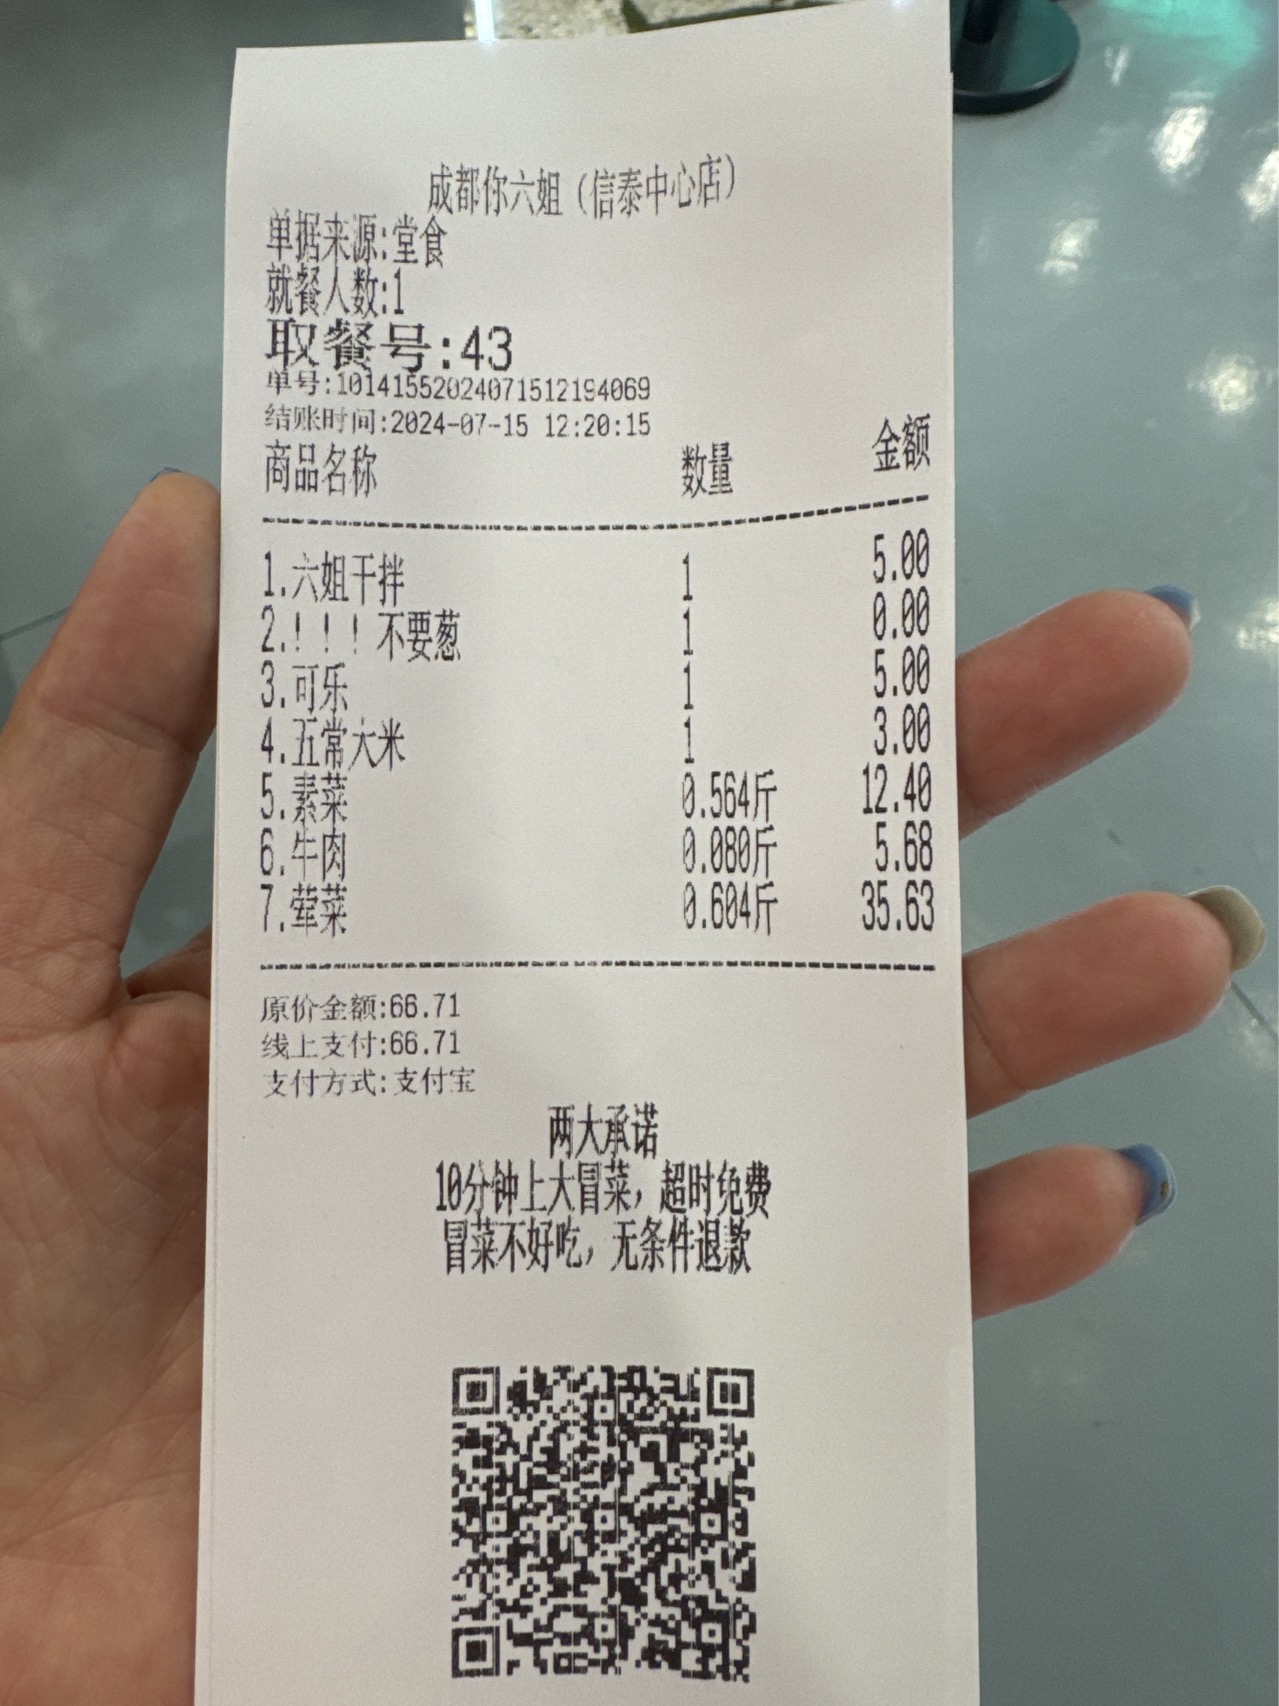 成都你六姐（信泰中心店）
单据来源:堂食
就餐人数:1
取餐号:43
单号:10141552024071512194069
结账时间:2024-07-15 12:20:15
商品名称 数量 金额
1.六姐干拌 1 5.00
2.！！！不要葱 1 0.00
3.可乐 1 5.00
4.五常大米 1 3.00
5.素菜 0.564斤 12.40
6.牛肉 0.080斤 5.68
7.荤菜 0.604斤 35.63
原价金额:66.71
线上支付:66.71
支付方式:支付宝
两大承诺
10分钟上大冒菜，超时免费
冒菜不好吃，无条件退款